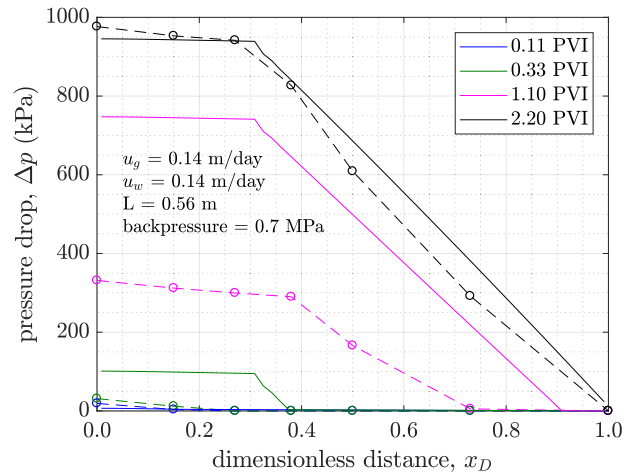 1000
800
600
400
200
0
pressure drop, Δp (kPa)
0.11 PVI
0.33 PVI
1.10 PVI
2.20 PVI
u_g = 0.14 m/day
u_w = 0.14 m/day
L = 0.56 m
backpressure = 0.7 MPa
0.0 0.2 0.4 0.6 0.8 1.0
dimensionless distance, x_D